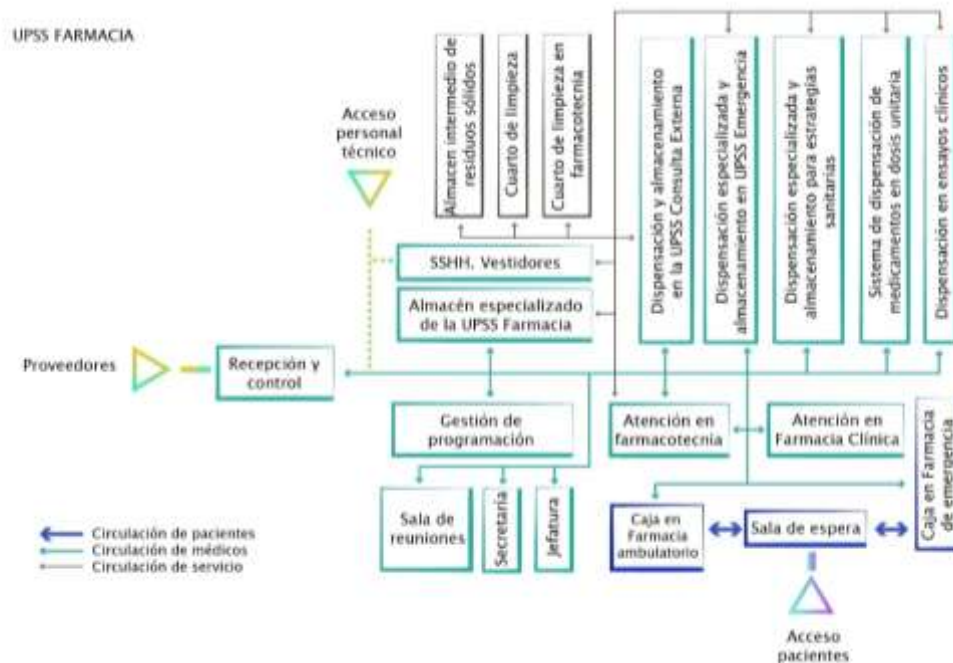 UPSS FARMACIA
Acceso
personal
técnico
Almacén intermedio de
residuos sólidos
Cuarto de limpieza
Cuarto de limpieza en
farmacotecnia
Dispensación y almacenamiento
en la UPSS Consulta Externa
Dispensación especializada y
almacenamiento en UPSS Emergencia
Dispensación especializada y
almacenamiento para estrategias
sanitarias
Sistema de dispensación de
medicamentos en dosis unitaria
Dispensación en ensayos clínicos
SSHH, Vestidores
Almacén especializado
de la UPSS Farmacia
Proveedores
Recepción y
control
Gestión de
programación
Atención en
farmacotecnia
Atención en
Farmacia Clínica
Caja en Farmacia
de emergencia
Sala de
reuniones
Secretaría
Jefatura
Caja en
Farmacia
ambulatorio
Sala de espera
Circulación de pacientes
Circulación de médicos
Circulación de servicio
Acceso
pacientes